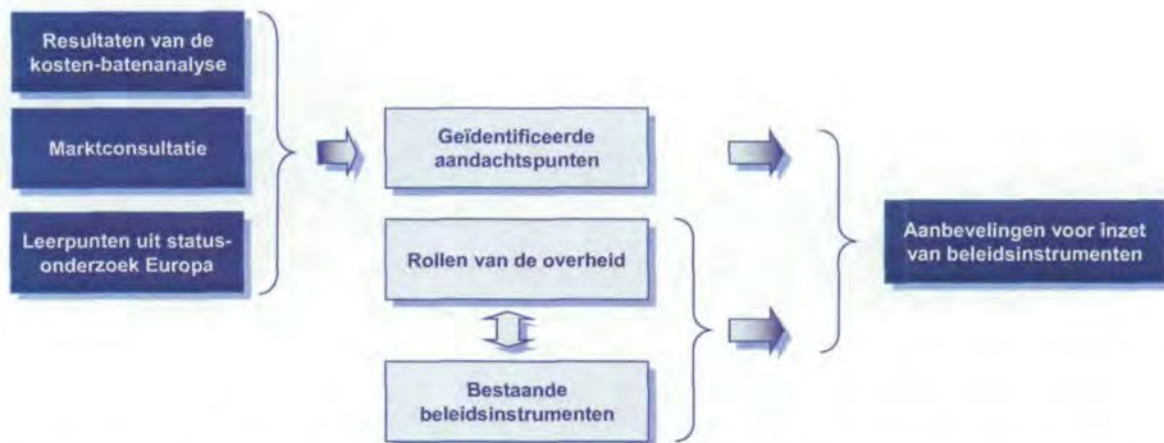 Resultaten van de
kosten-batenanalyse
Marktconsultatie
Leerpunten uit status-
onderzoek Europa
Geïdentificeerde
aandachtspunten
Rollen van de overheid
Bestaande
beleidsinstrumenten
Aanbevelingen voor inzet
van beleidsinstrumenten